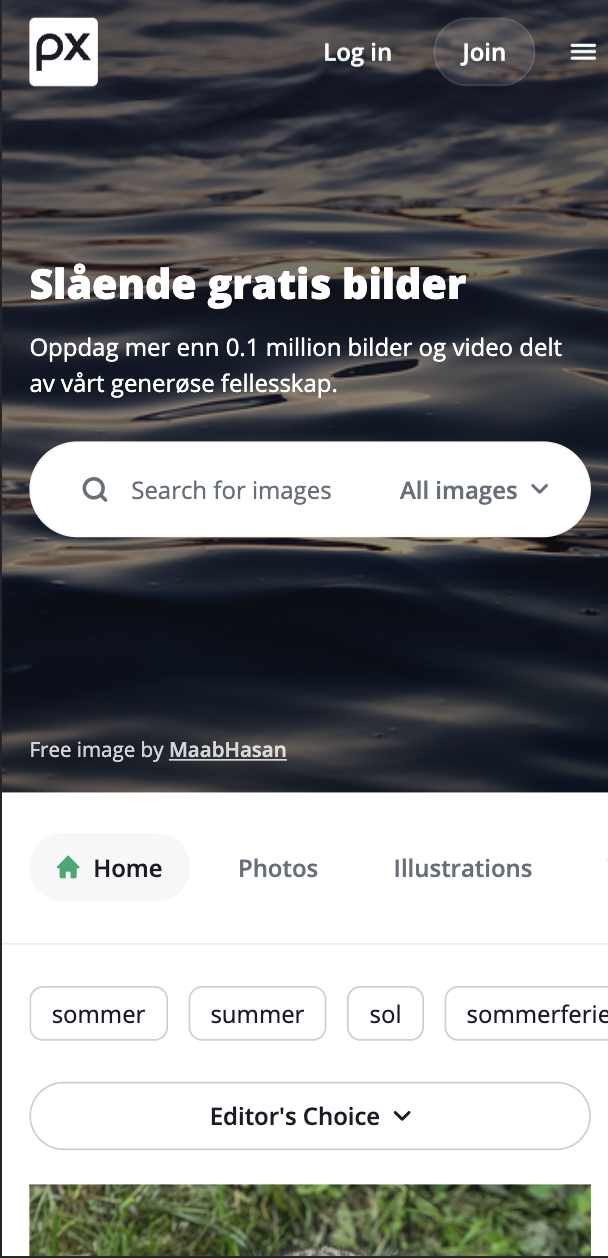 px
Log in
Join
Slående gratis bilder
Oppdag mer enn 0.1 million bilder og video delt
av vårt generøse fellesskap.
Search for images
All images
Free image by MaabHasan
Home
Photos
Illustrations
sommer
summer
sol
sommerferie
Editor's Choice